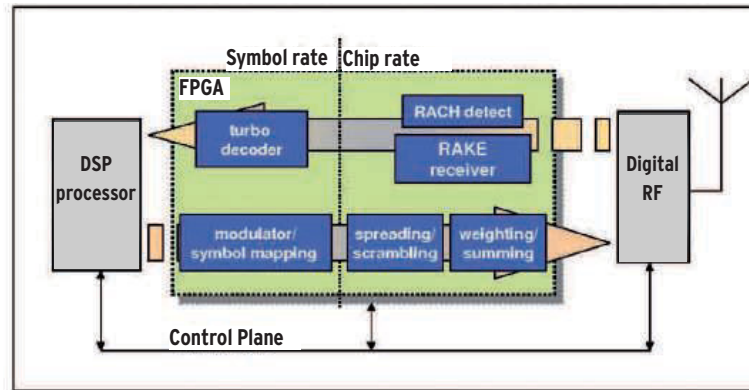 Symbol rate
Chip rate
FPGA
RACH detect
turbo
decoder
RAKE
receiver
DSP
processor
Digital
RF
modulator/
symbol mapping
spreading/
scrambling
weighting/
summing
Control Plane